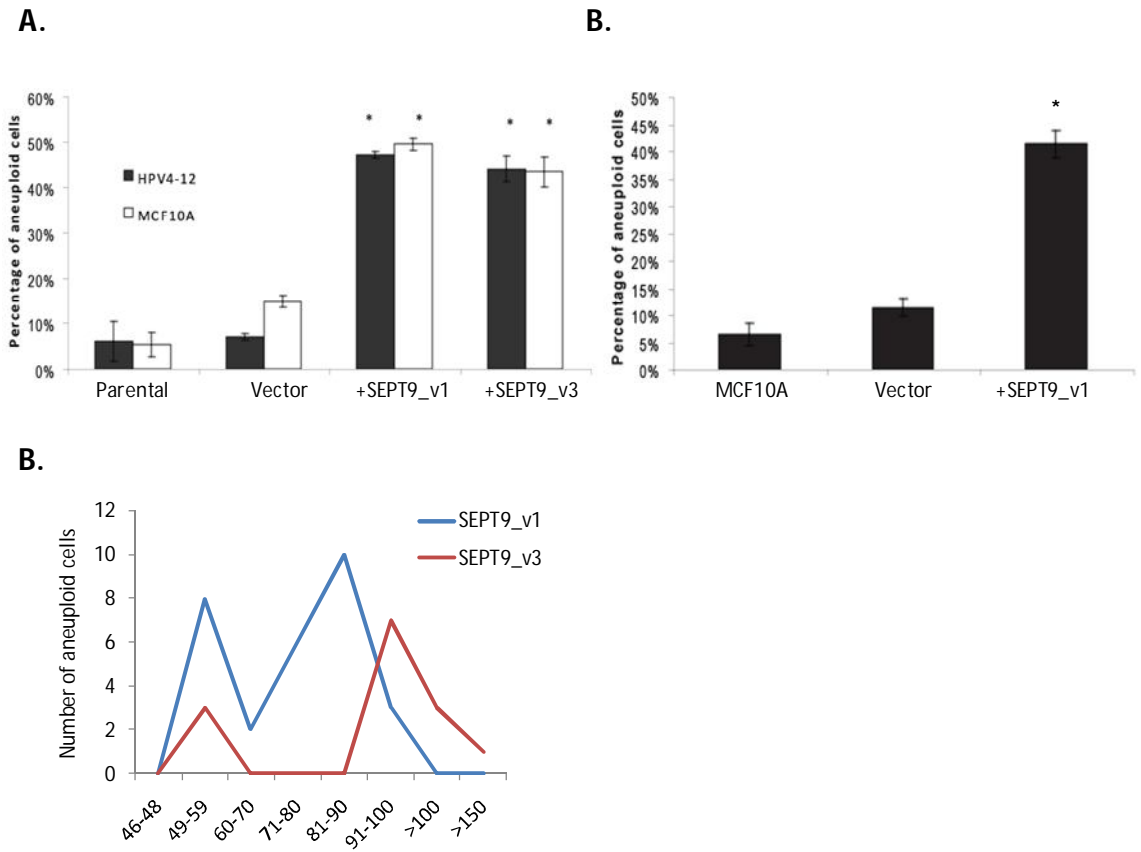 A.
Percentage of aneuploid cells
60%
50%
40%
30%
20%
10%
0%
* * * *
HPV4-12
MCF10A
Parental Vector +SEPT9_v1 +SEPT9_v3
B.
Percentage of aneuploid cells
50%
45%
40%
35%
30%
25%
20%
15%
10%
5%
0%
*
MCF10A Vector +SEPT9_v1
B.
Number of aneuploid cells
12
10
8
6
4
2
0
SEPT9_v1
SEPT9_v3
46-48 49-59 60-70 71-80 81-90 91-100 >100 >150